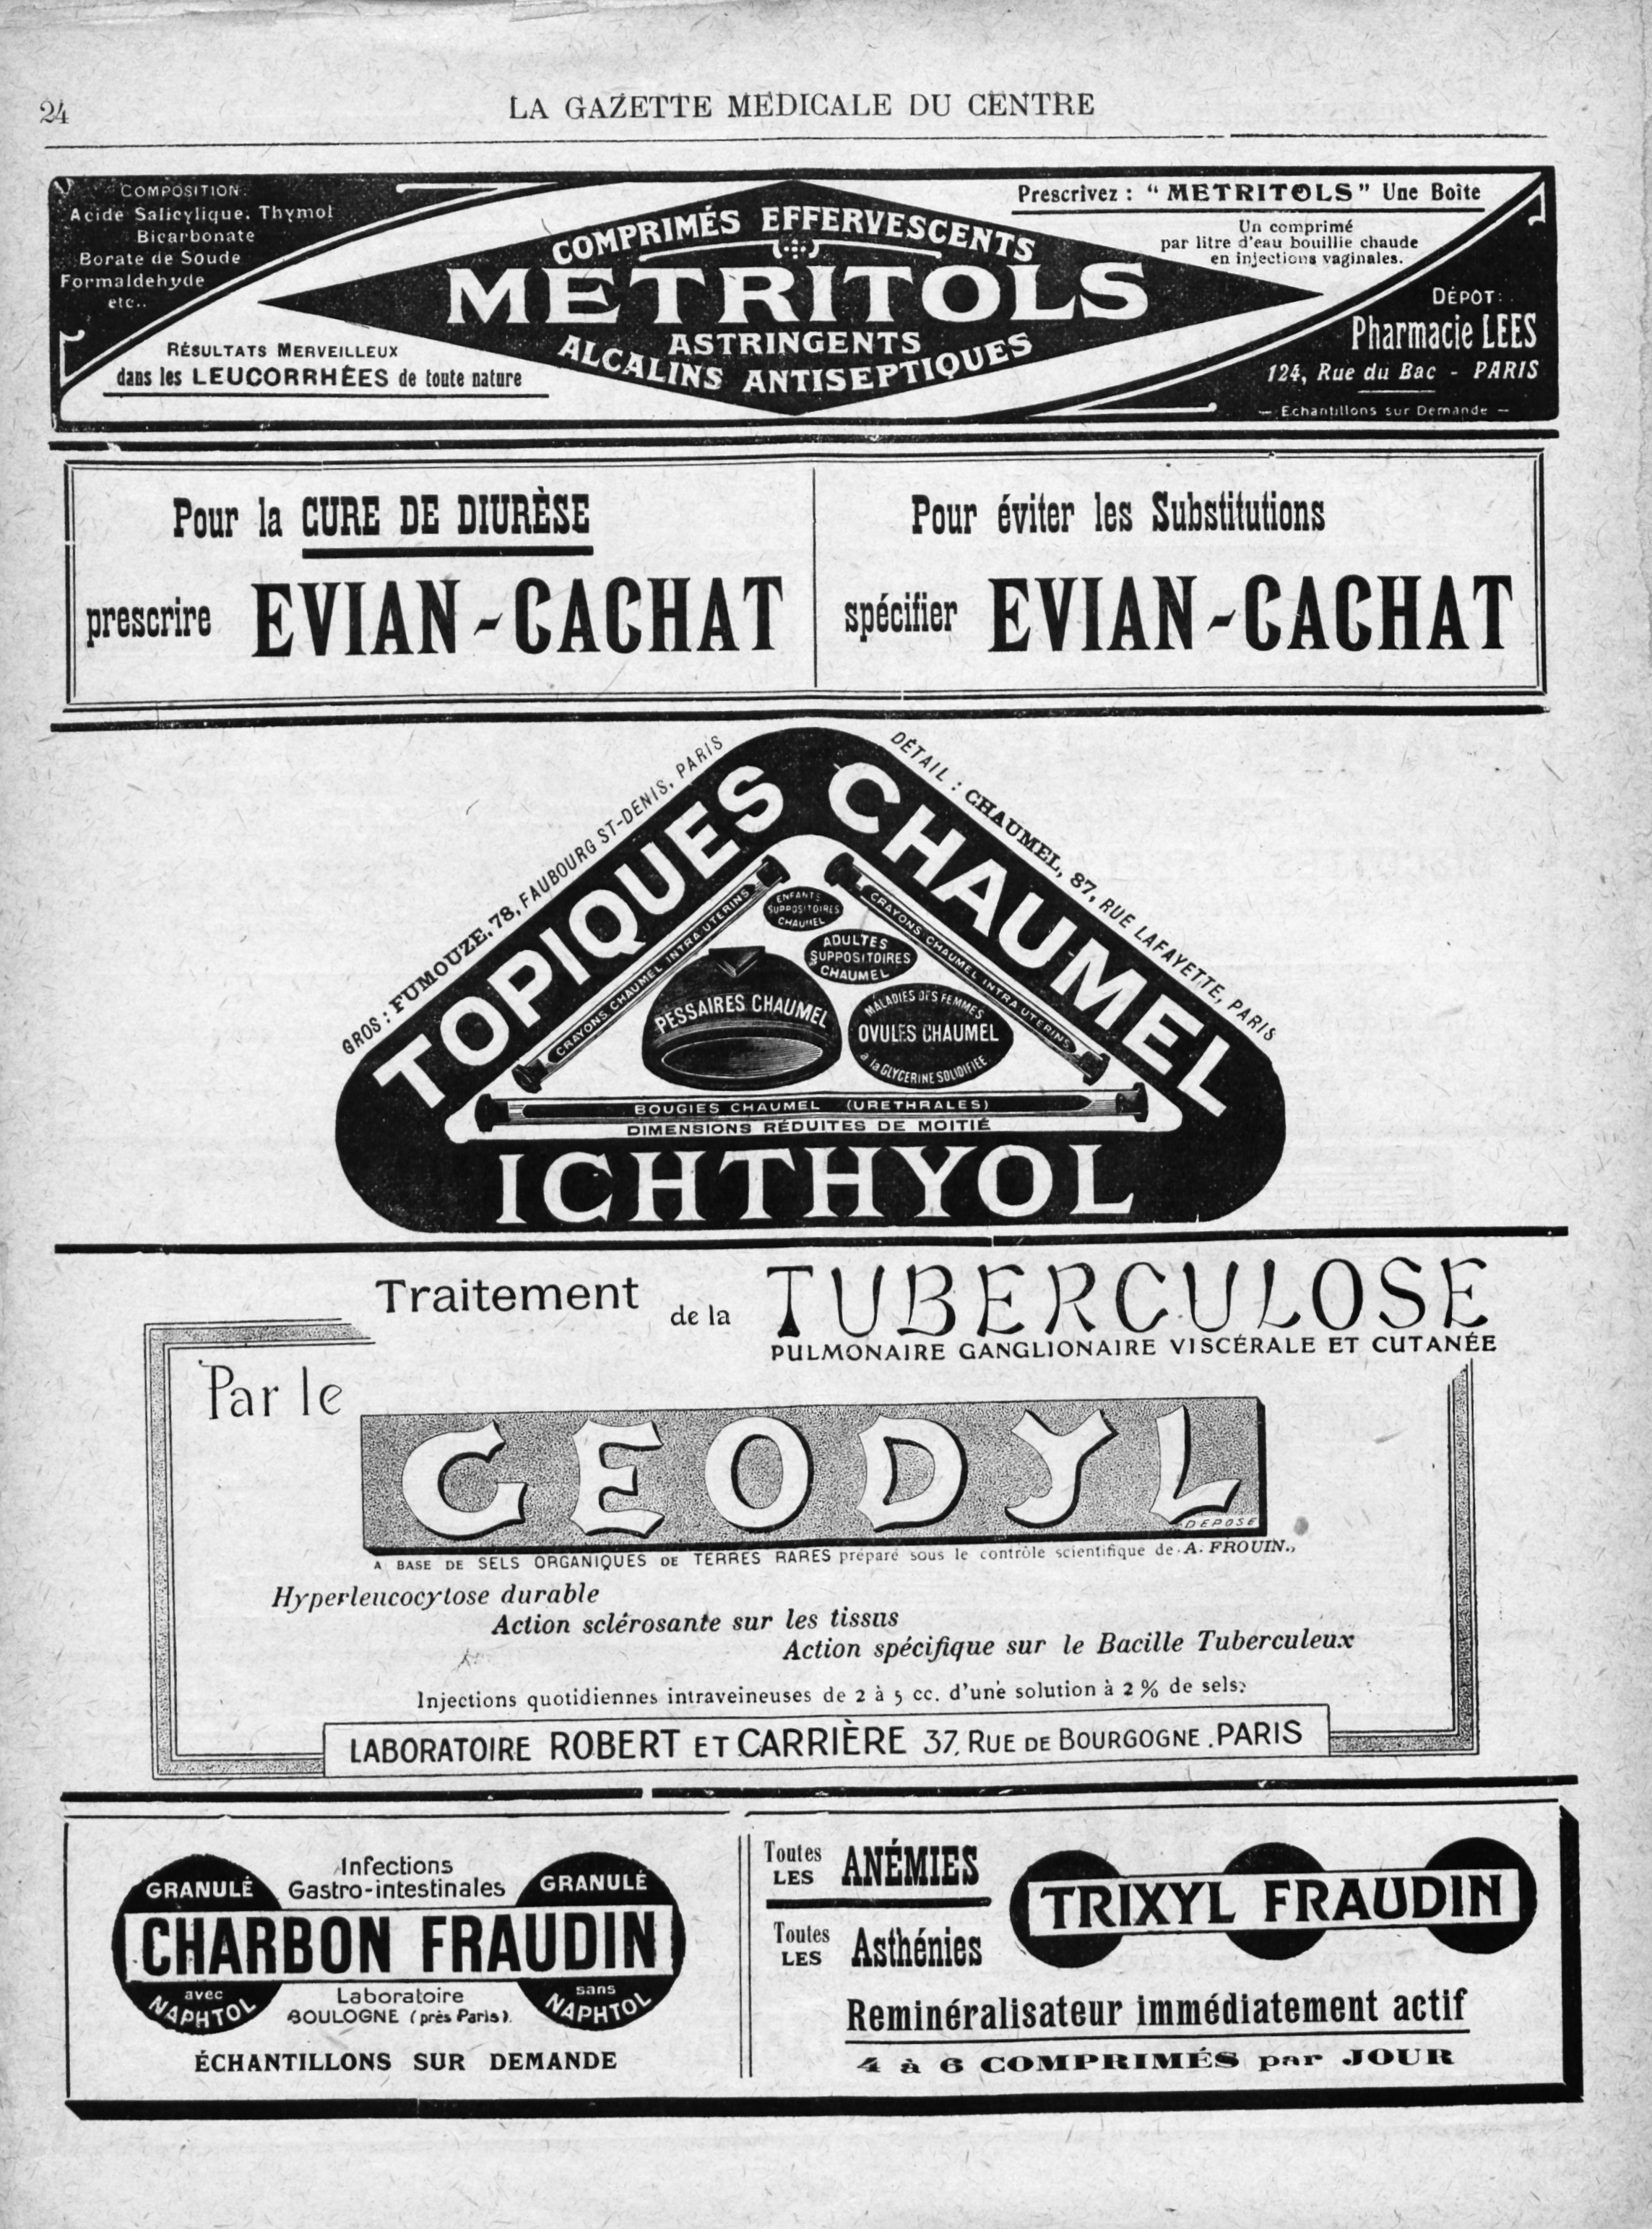 24
LA GAZETTE MÉDICALE DU CENTRE
COMPOSITION:
Acide Salicylique. Thymol
Bicarbonate
Borate de Soude
Formaldehyde
etc..
Prescrivez : " METRITOLS " Une Boîte
Un comprimé
par litre d'eau bouillie chaude
en injections vaginales.
COMPRIMÉS EFFERVESCENTS
METRITOLS
ASTRINGENTS
ALCALINS ANTISEPTIQUES
RÉSULTATS MERVEILLEUX
dans les LEUCORRHÉES de toute nature
DÉPOT:
Pharmacie LEES
124, Rue du Bac - PARIS
— Echantillons sur Demande —
Pour la CURE DE DIURÈSE
prescrire EVIAN-CACHAT
Pour éviter les Substitutions
spécifier EVIAN-CACHAT
GROS : FUMOUZE, 78, FAUBOURG ST-DENIS, PARIS
DÉTAIL : CHAUMEL, 87, RUE LAFAYETTE, PARIS
TOPIQUES CHAUMEL
CRAYONS CHAUMEL INTRA UTERINS
CRAYONS CHAUMEL INTRA UTERINS
ENFANTS
SUPPOSITOIRES
CHAUMEL
ADULTES
SUPPOSITOIRES
CHAUMEL
PESSAIRES CHAUMEL
MALADIES DES FEMMES
OVULES CHAUMEL
à la GLYCERINE SOLIDIFIÉE
BOUGIES CHAUMEL (URETHRALES)
DIMENSIONS RÉDUITES DE MOITIÉ
ICHTHYOL
Traitement de la TUBERCULOSE
PULMONAIRE GANGLIONAIRE VISCÉRALE ET CUTANÉE
Par le
GEODYL
DEPOSE
A BASE DE SELS ORGANIQUES DE TERRES RARES préparé sous le contrôle scientifique de A. FROUIN.,
Hyperleucocytose durable
Action sclérosante sur les tissus
Action spécifique sur le Bacille Tuberculeux
Injections quotidiennes intraveineuses de 2 à 5 cc. d'une solution à 2 % de sels.
LABORATOIRE ROBERT ET CARRIÈRE 37, RUE DE BOURGOGNE . PARIS
Infections
Gastro-intestinales
GRANULÉ
GRANULÉ
CHARBON FRAUDIN
avec
NAPHTOL
Laboratoire
BOULOGNE (près Paris).
sans
NAPHTOL
ÉCHANTILLONS SUR DEMANDE
Toutes
LES ANÉMIES
Toutes
LES Asthénies
TRIXYL FRAUDIN
Reminéralisateur immédiatement actif
4 à 6 COMPRIMÉS par JOUR